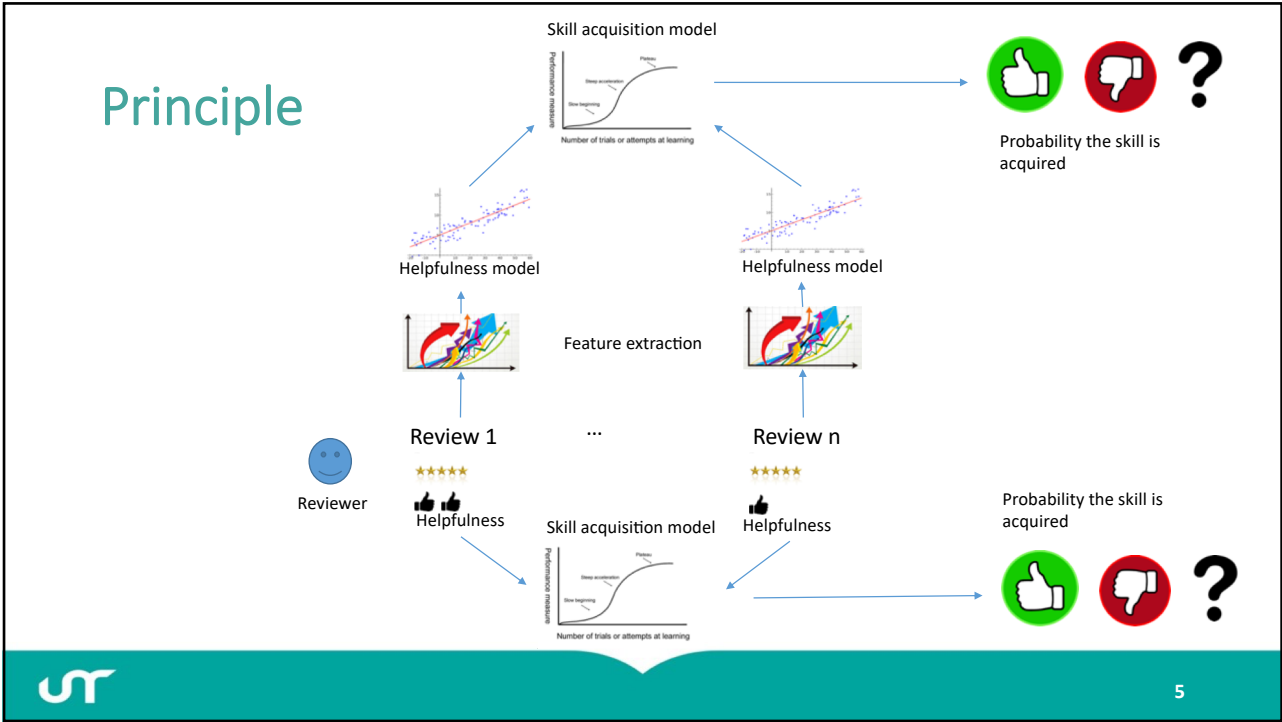 Principle
Skill acquisition model
Performance measure
Plateau
Steep acceleration
Slow beginning
Number of trials or attempts at learning
Probability the skill is
acquired
Helpfulness model
Helpfulness model
Feature extraction
Review 1
...
Review n
Reviewer
Helpfulness
Helpfulness
Skill acquisition model
Performance measure
Plateau
Steep acceleration
Slow beginning
Number of trials or attempts at learning
Probability the skill is
acquired
5